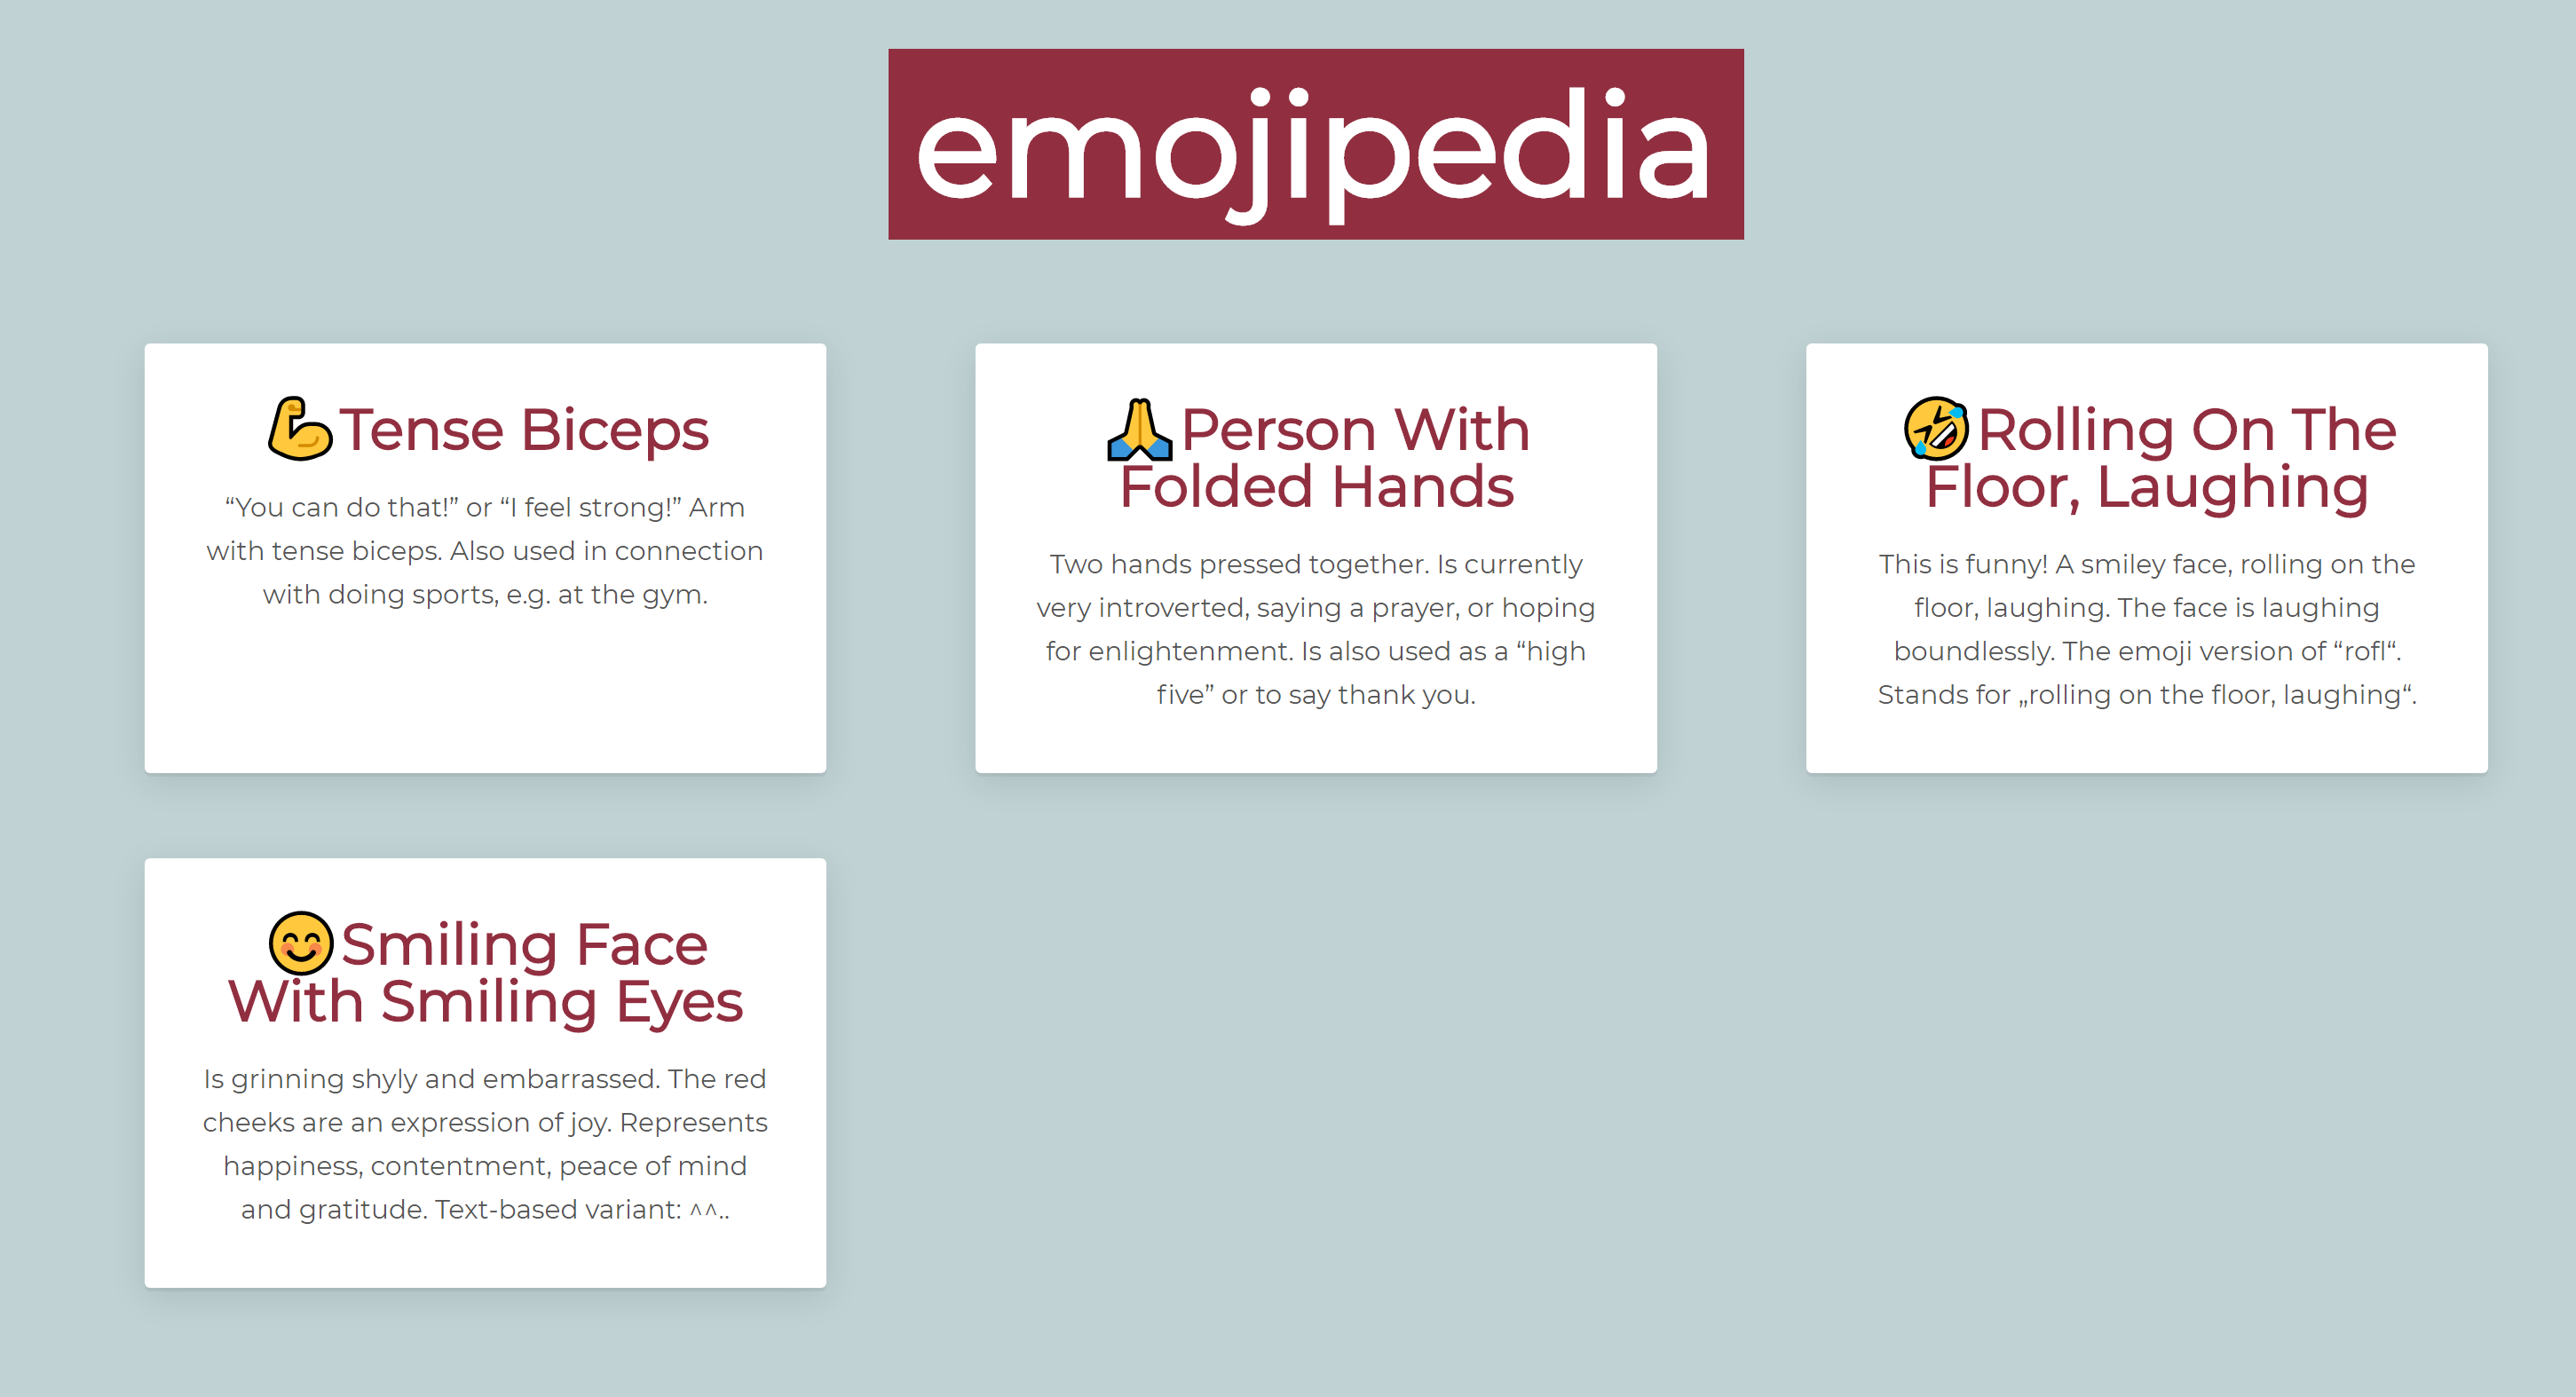 emojipedia
💪Tense Biceps
“You can do that!” or “I feel strong!” Arm
with tense biceps. Also used in connection
with doing sports, e.g. at the gym.
🙏Person With
Folded Hands
Two hands pressed together. Is currently
very introverted, saying a prayer, or hoping
for enlightenment. Is also used as a “high
five” or to say thank you.
🤣Rolling On The
Floor, Laughing
This is funny! A smiley face, rolling on the
floor, laughing. The face is laughing
boundlessly. The emoji version of “rofl“.
Stands for „rolling on the floor, laughing“.
😊Smiling Face
With Smiling Eyes
Is grinning shyly and embarrassed. The red
cheeks are an expression of joy. Represents
happiness, contentment, peace of mind
and gratitude. Text-based variant: ^^..